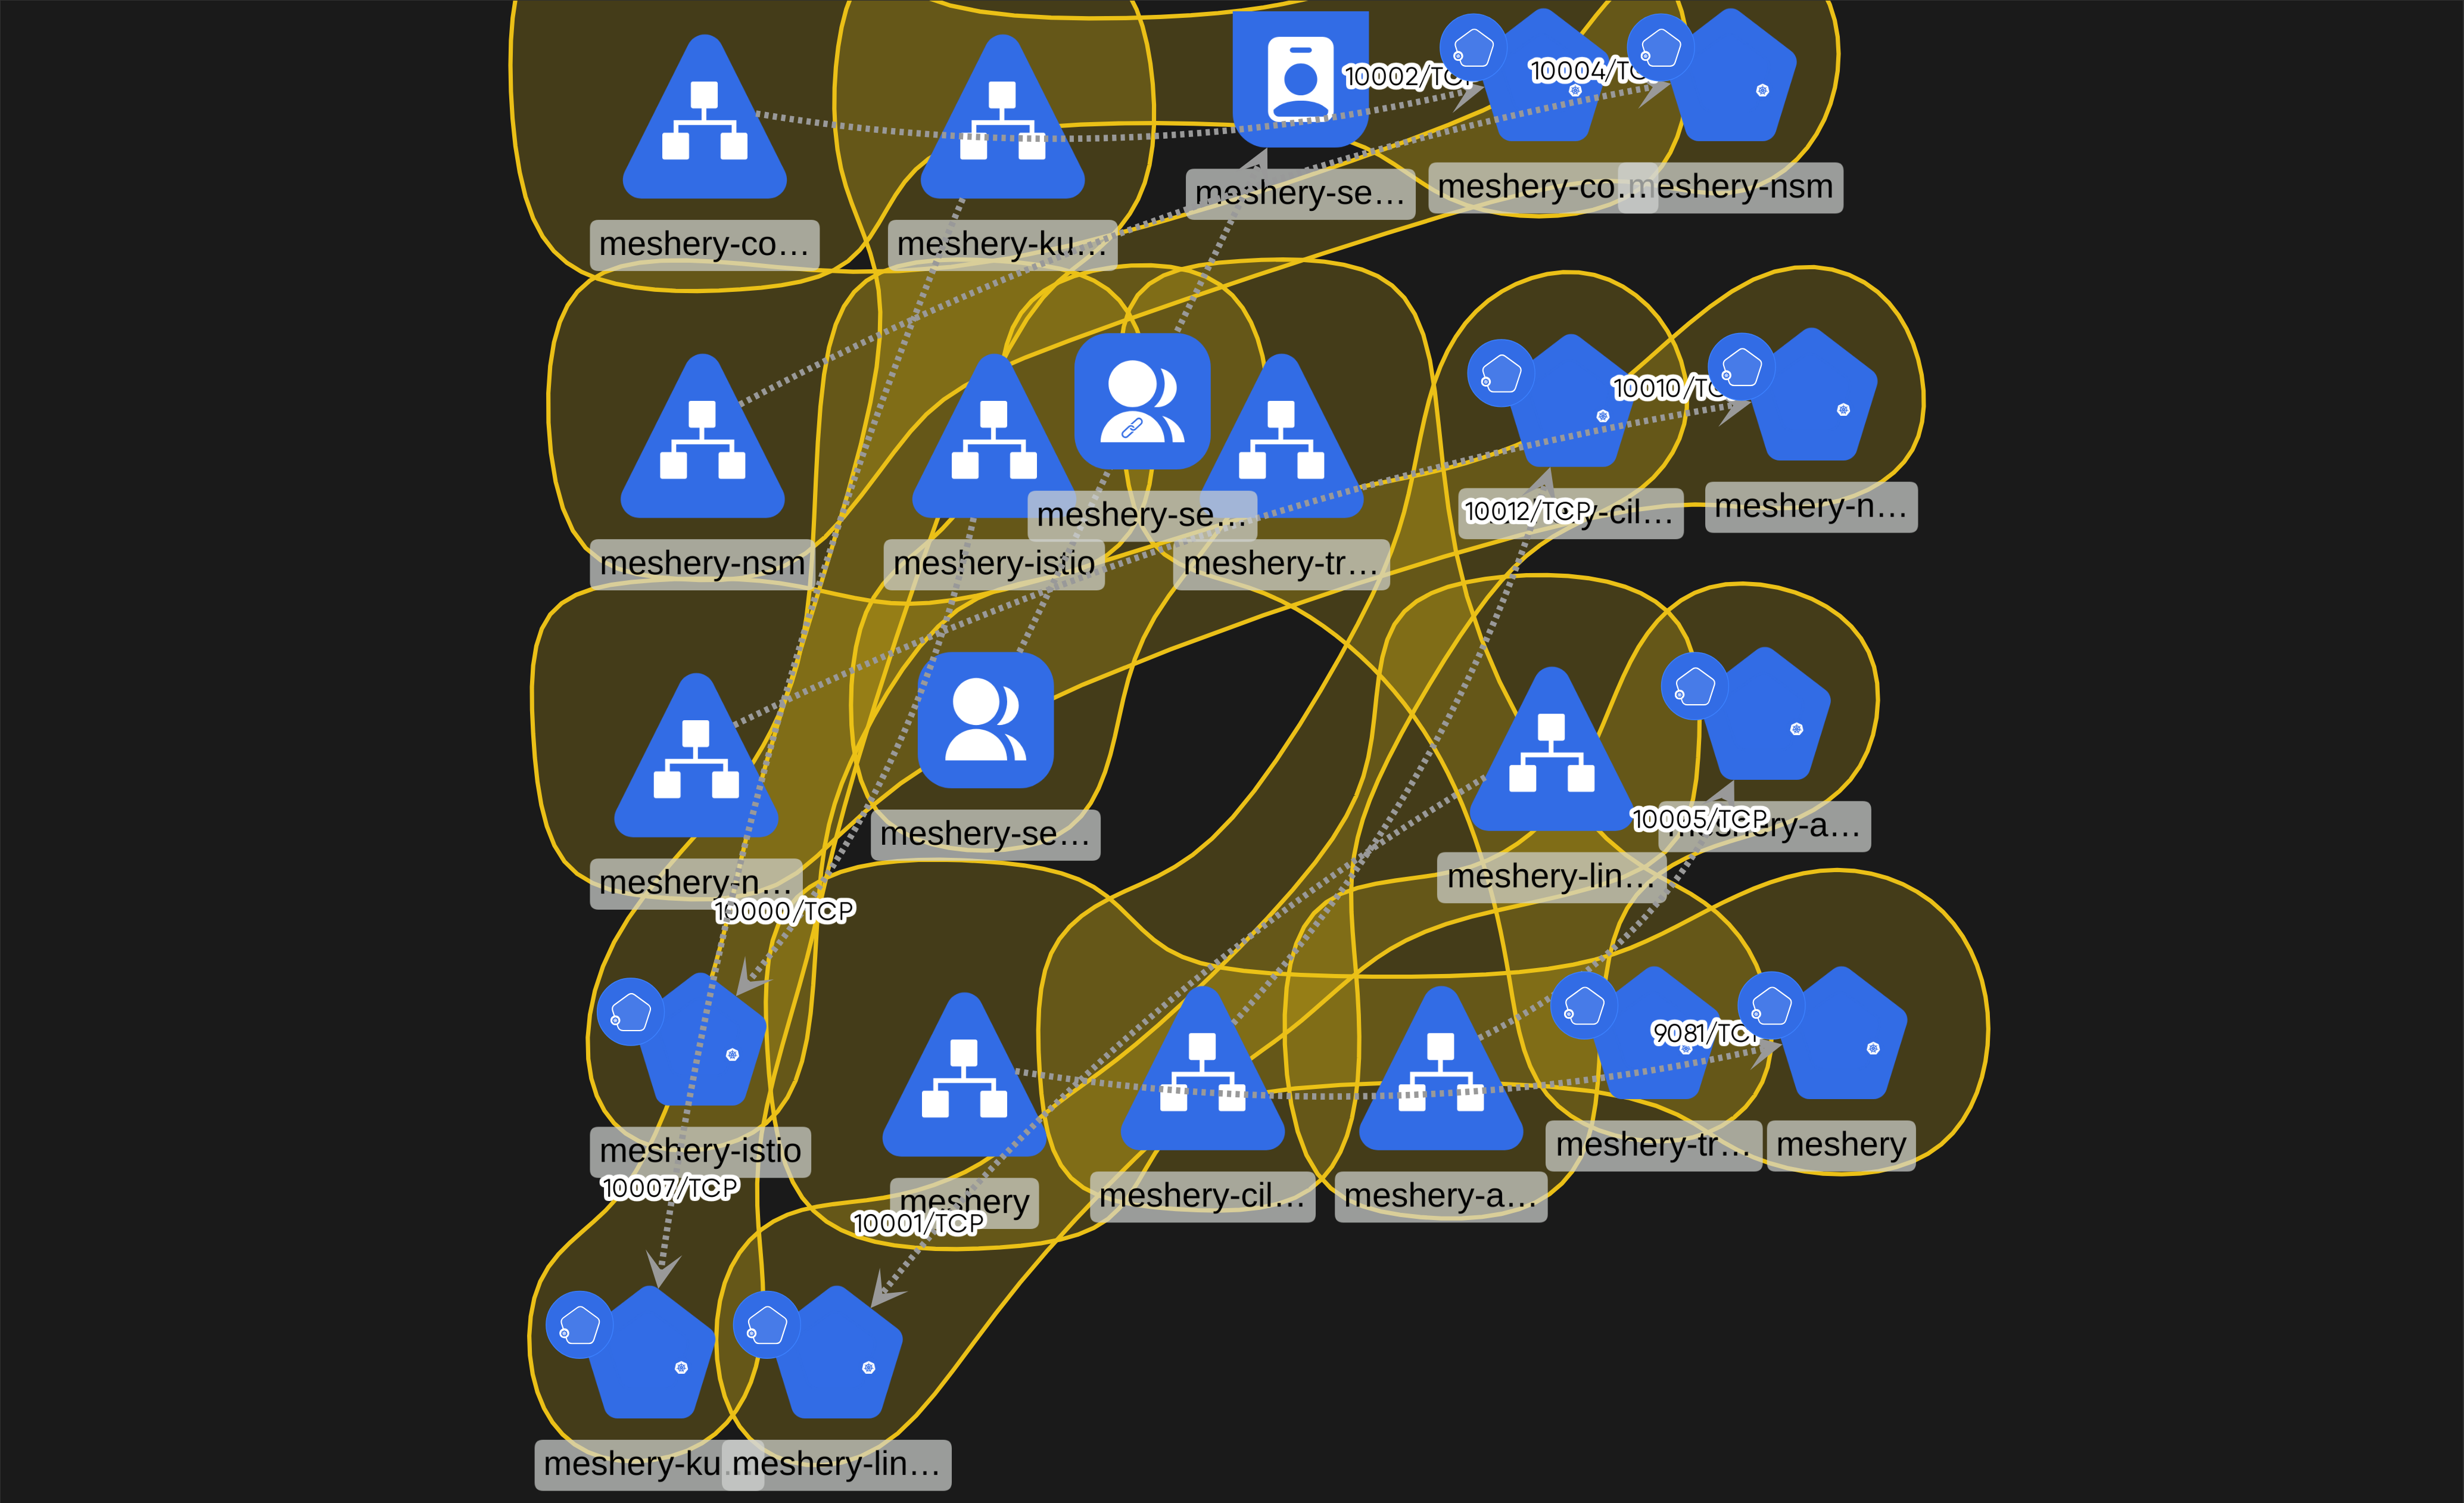 10002/TCP
10004/TC
meshery-se…
meshery-co…
meshery-nsm
meshery-co…
meshery-ku…
10010/TC
meshery-se…
10012/TCP
y-cil…
meshery-n…
meshery-nsm
meshery-istio
meshery-tr…
10005/TCP
meshery-a…
meshery-se…
meshery-lin…
meshery-n…
10000/TCP
9081/TCP
meshery-istio
meshery-tr…
meshery
10007/TCP
meshery
meshery-cil…
meshery-a…
10001/TCP
meshery-ku…
meshery-lin…